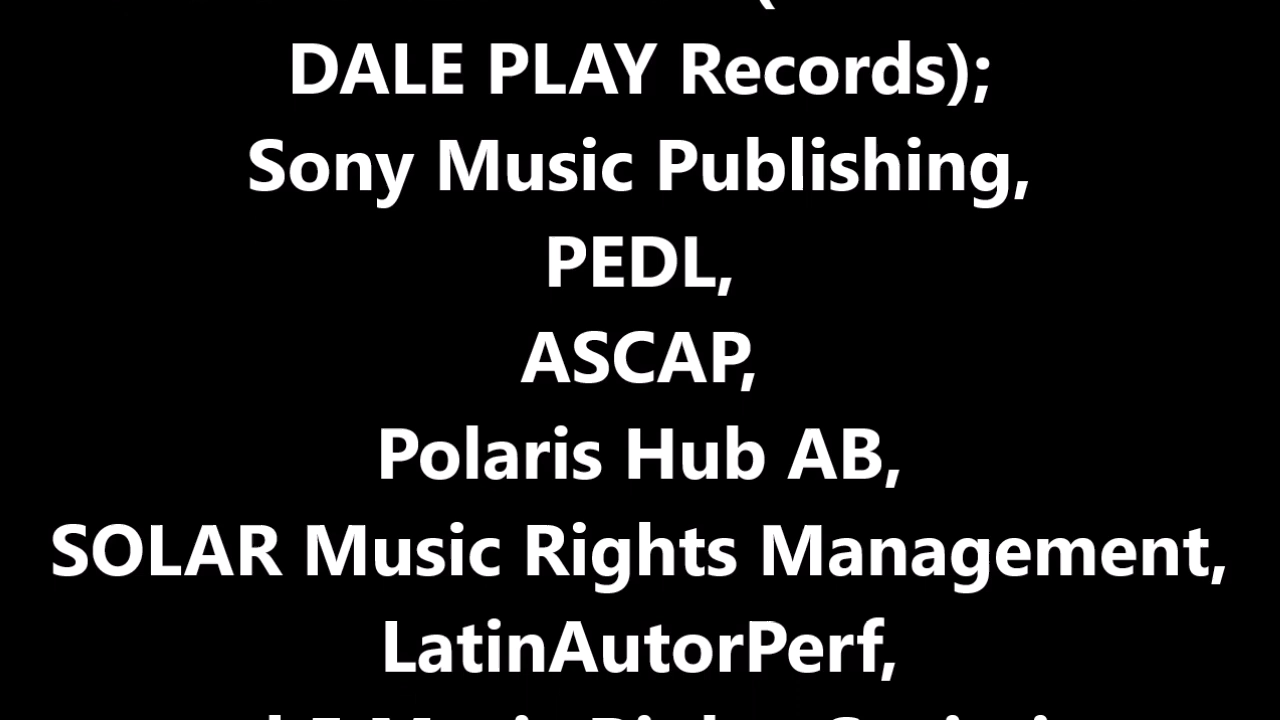 DALE PLAY Records);
Sony Music Publishing,
PEDL,
ASCAP,
Polaris Hub AB,
SOLAR Music Rights Management,
LatinAutorPerf,